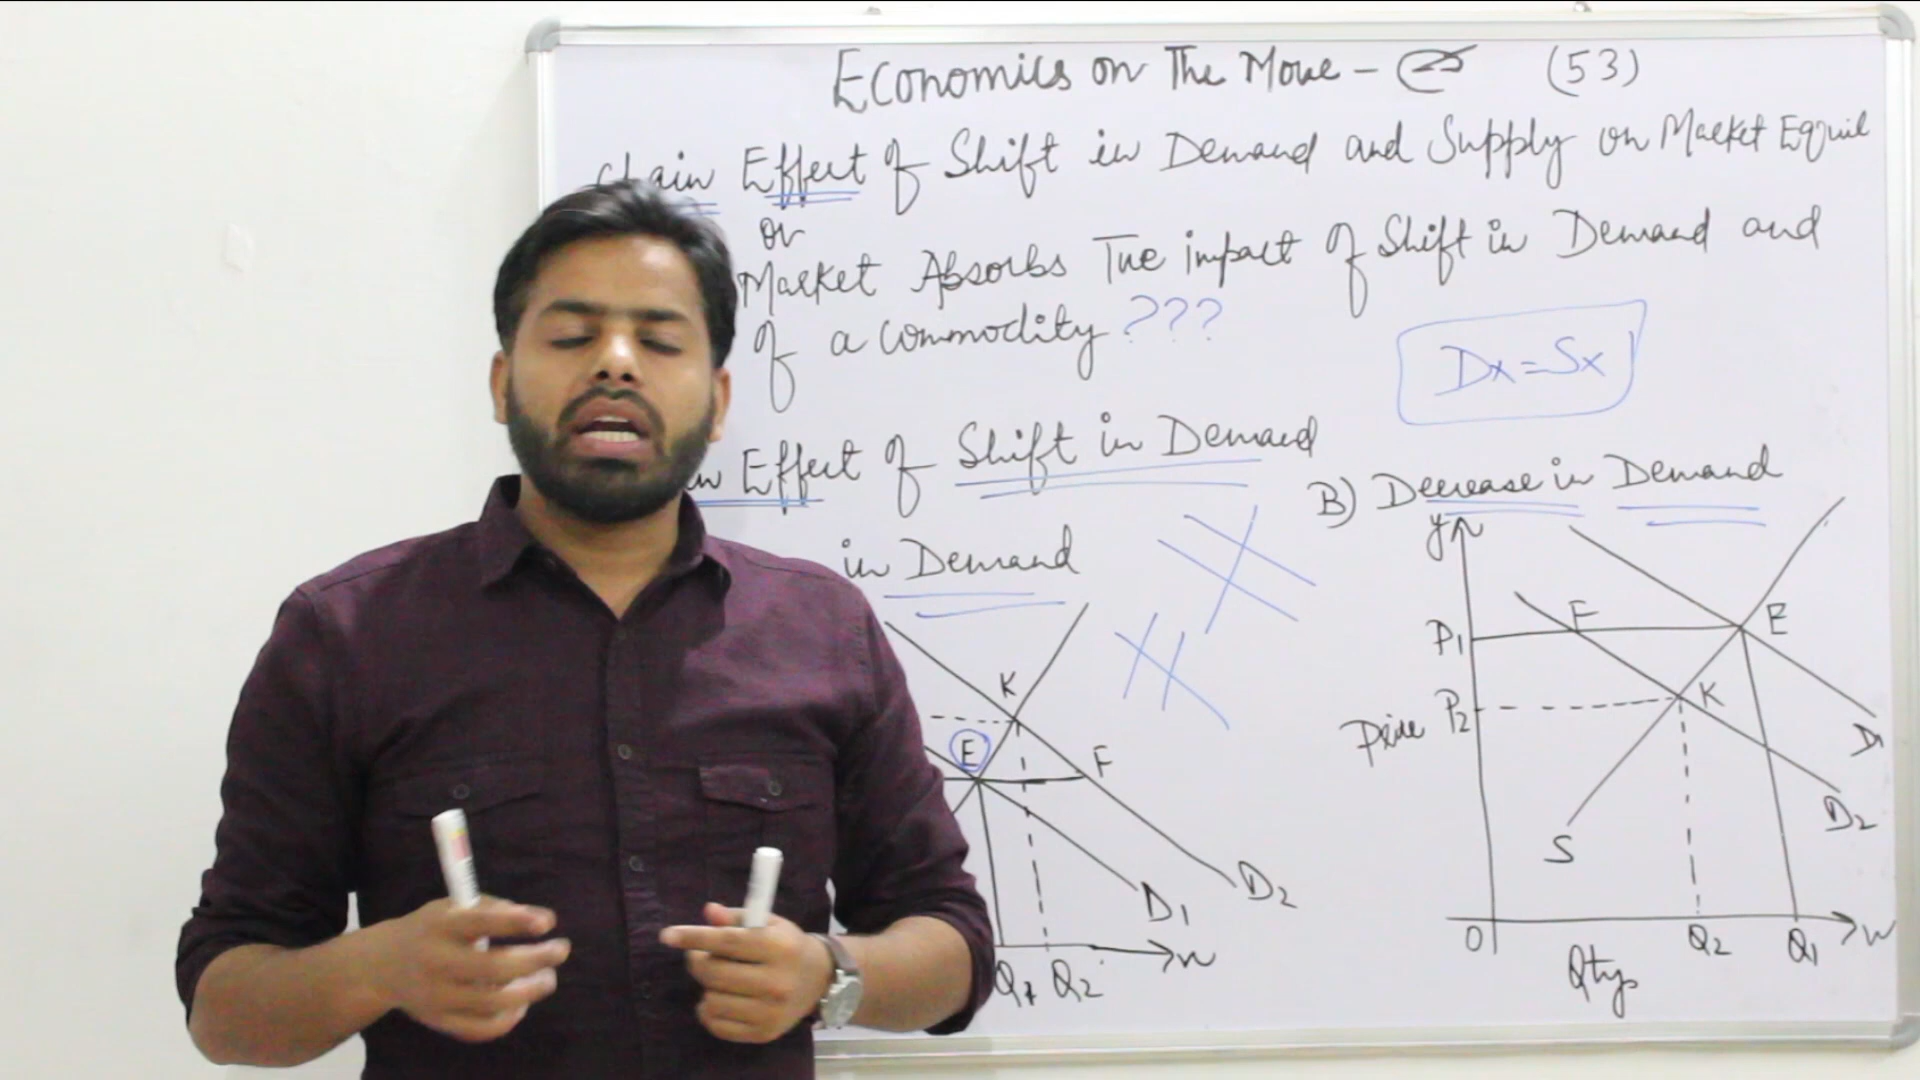 Economics on The Move - (53)
chain Effect of Shift in Demand and Supply on Market Equil
or
Market Absorbs The impact of Shift in Demand and
of a commodity ???
Dx=Sx
Effect of Shift in Demand
in Demand
K
E
F
D1
D2
Q1 Q2
B) Decrease in Demand
y
P1
F
E
Price P2
K
D1
D2
S
O
Q2
Q1
Qty